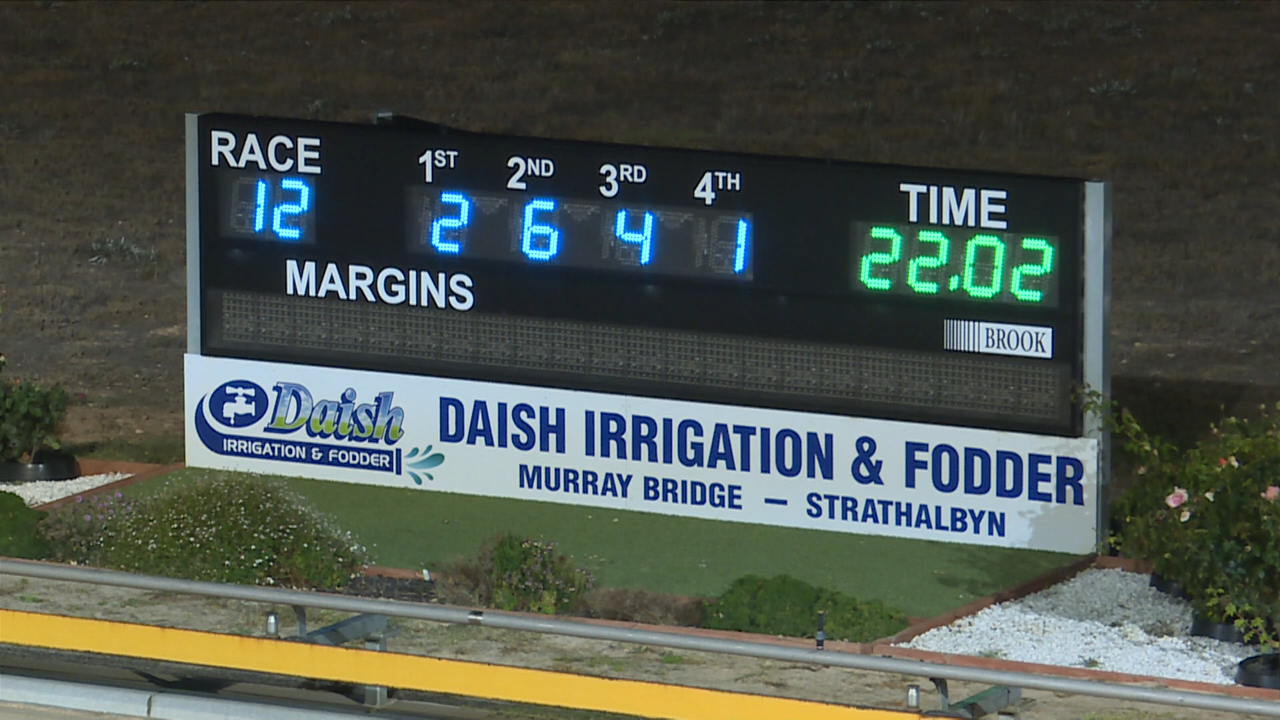 RACE 1ST 2ND 3RD 4TH TIME
12 2 6 4 1 22.02
MARGINS
BROOK
Daish
IRRIGATION & FODDER
DAISH IRRIGATION & FODDER
MURRAY BRIDGE – STRATHALBYN